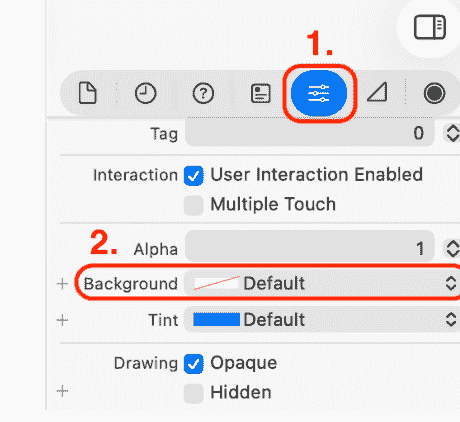 1.
Tag 0
Interaction User Interaction Enabled
Multiple Touch
2.
Alpha 1
Background Default
Tint Default
Drawing Opaque
Hidden